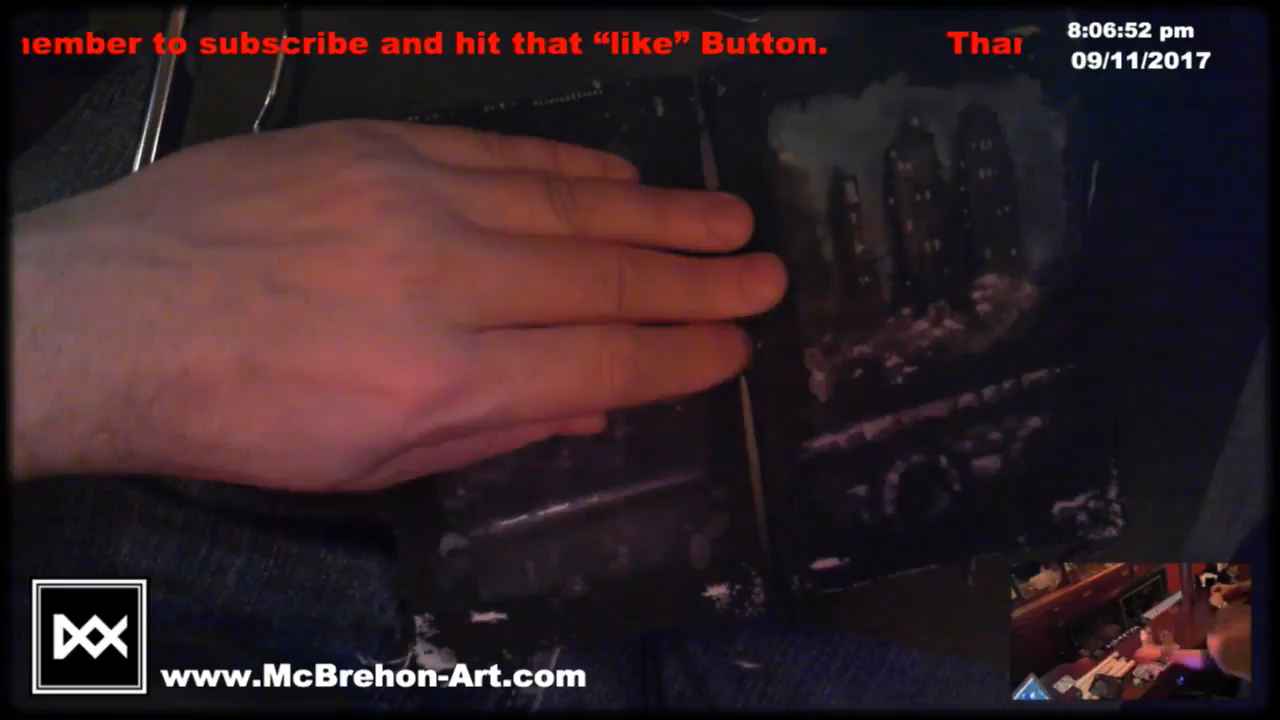 ember to subscribe and hit that “like” Button. Than
8:06:52 pm
09/11/2017
www.McBrehon-Art.com